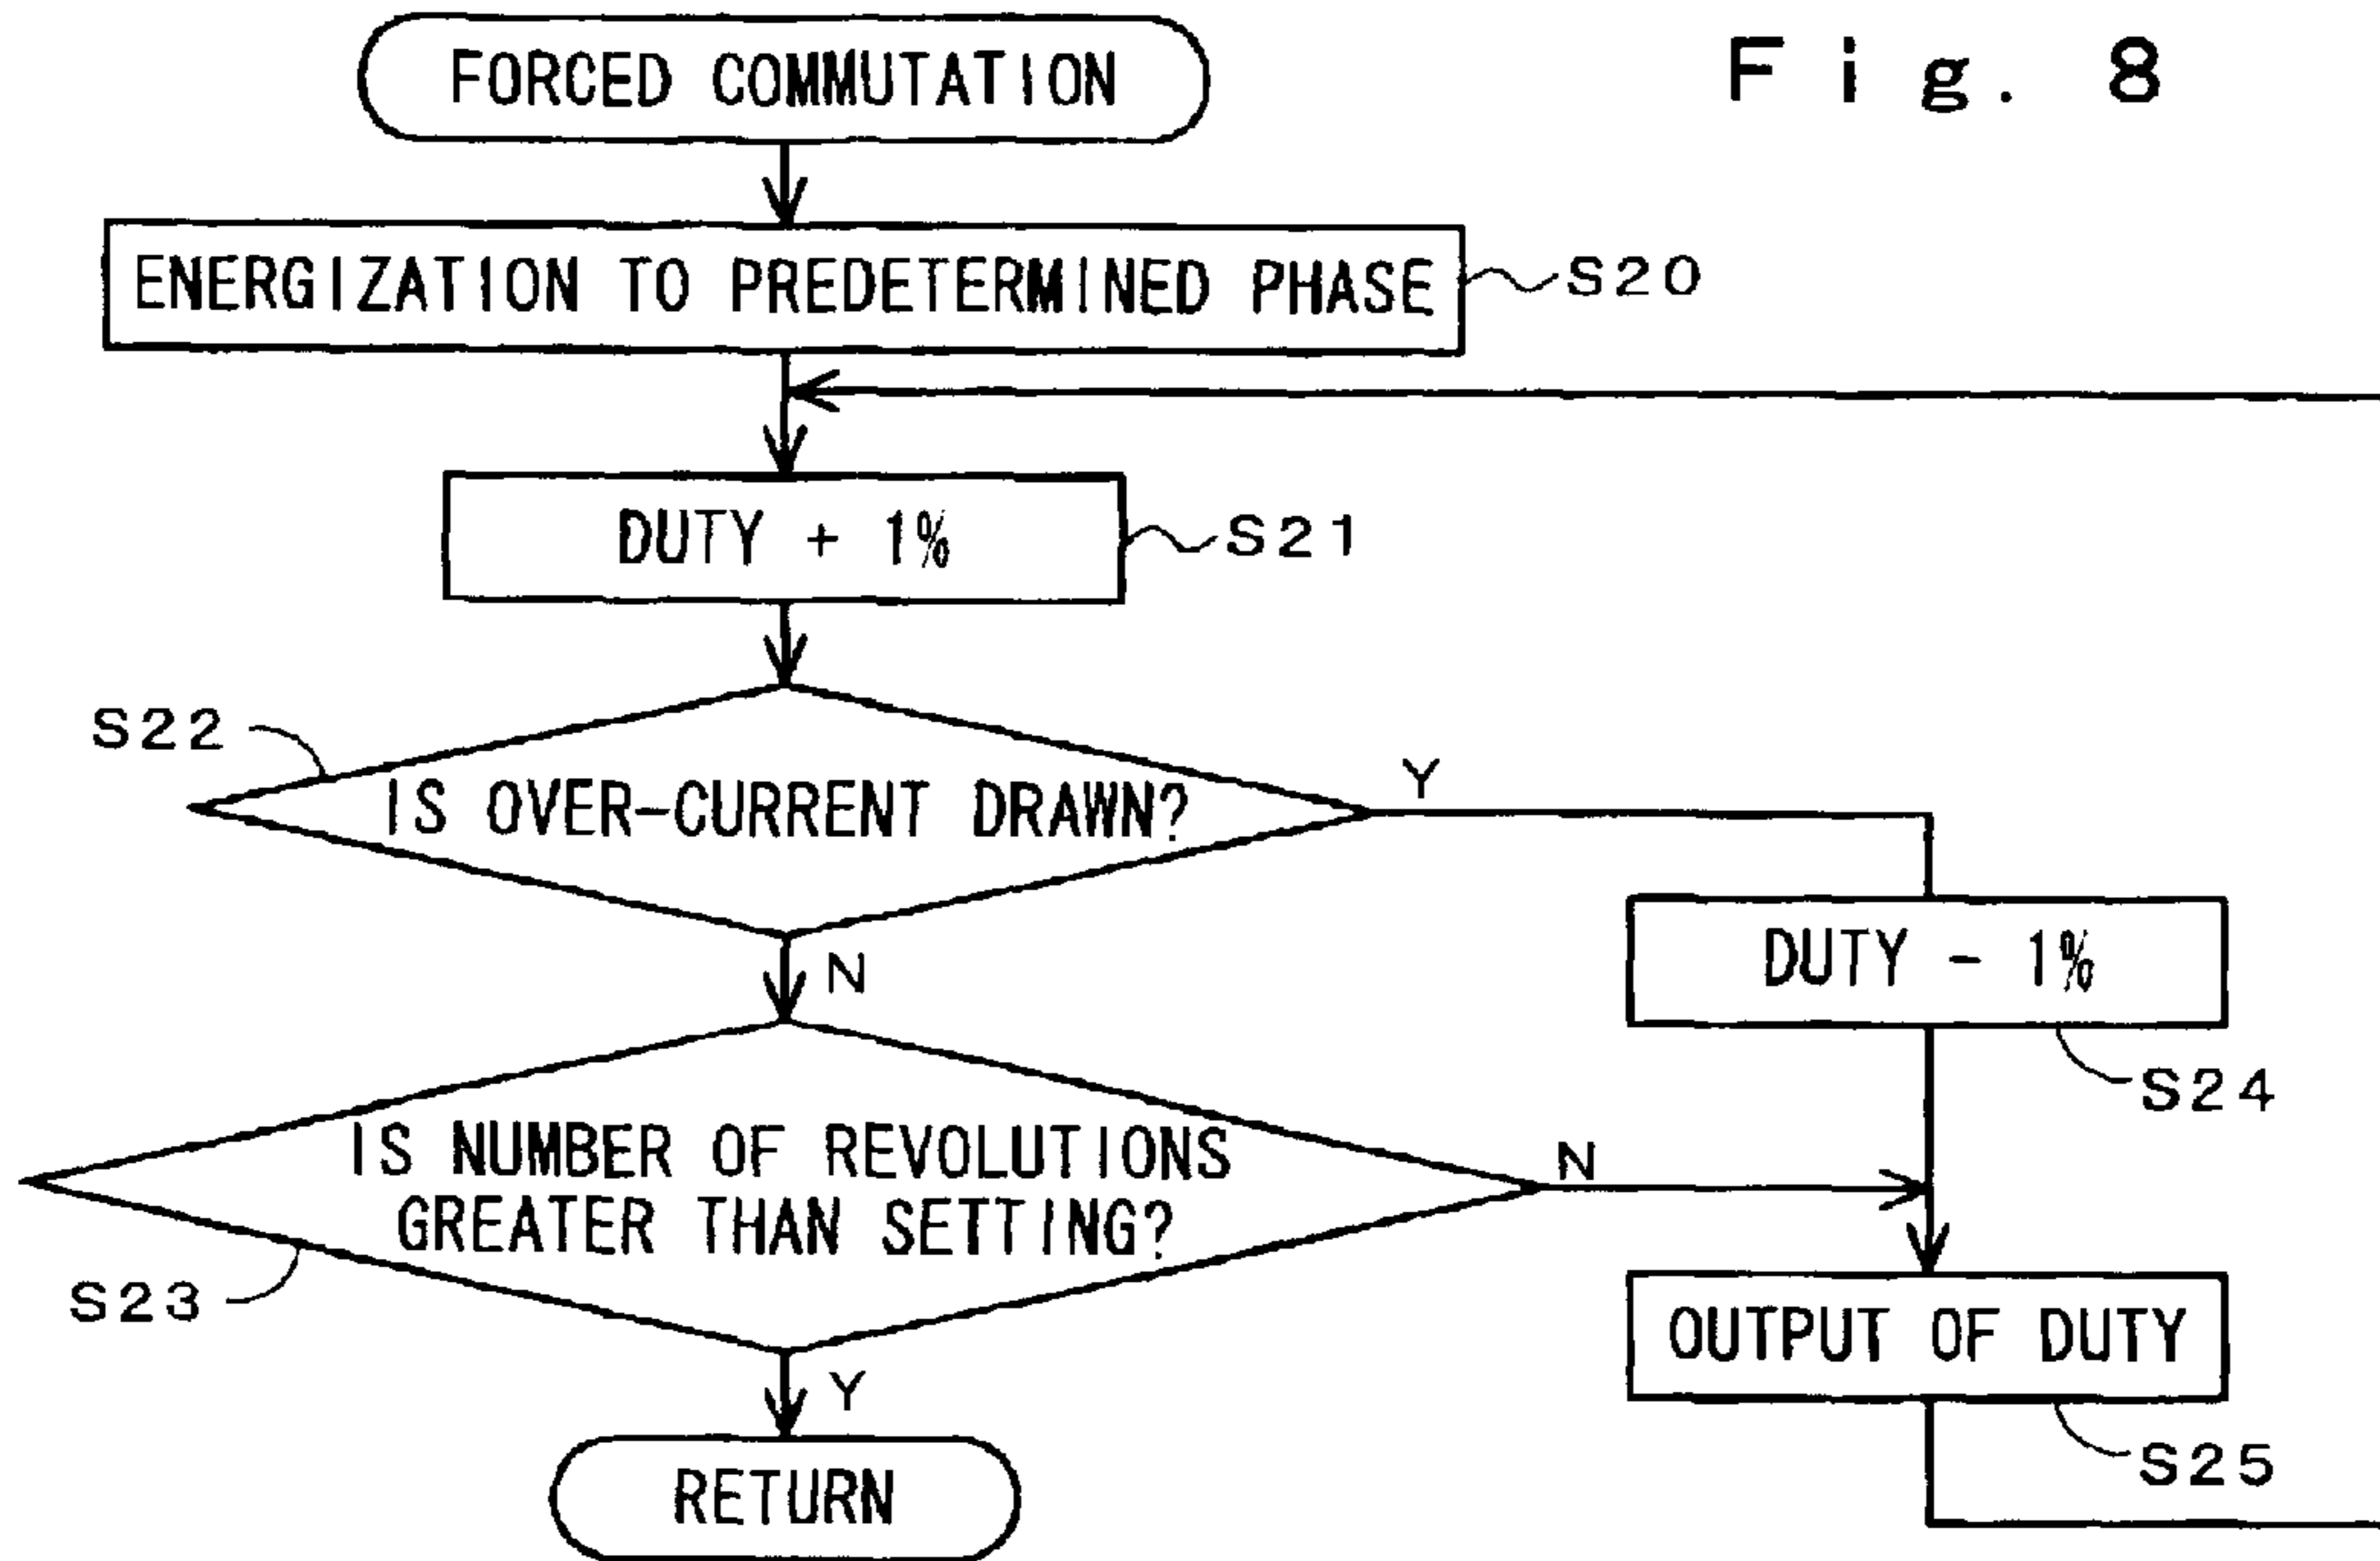 Fig. 8
FORCED COMMUTATION
ENERGIZATION TO PREDETERMINED PHASE
S20
DUTY + 1%
S21
S22
IS OVER-CURRENT DRAWN?
Y
N
DUTY - 1%
S24
IS NUMBER OF REVOLUTIONS
GREATER THAN SETTING?
N
S23
Y
OUTPUT OF DUTY
S25
RETURN